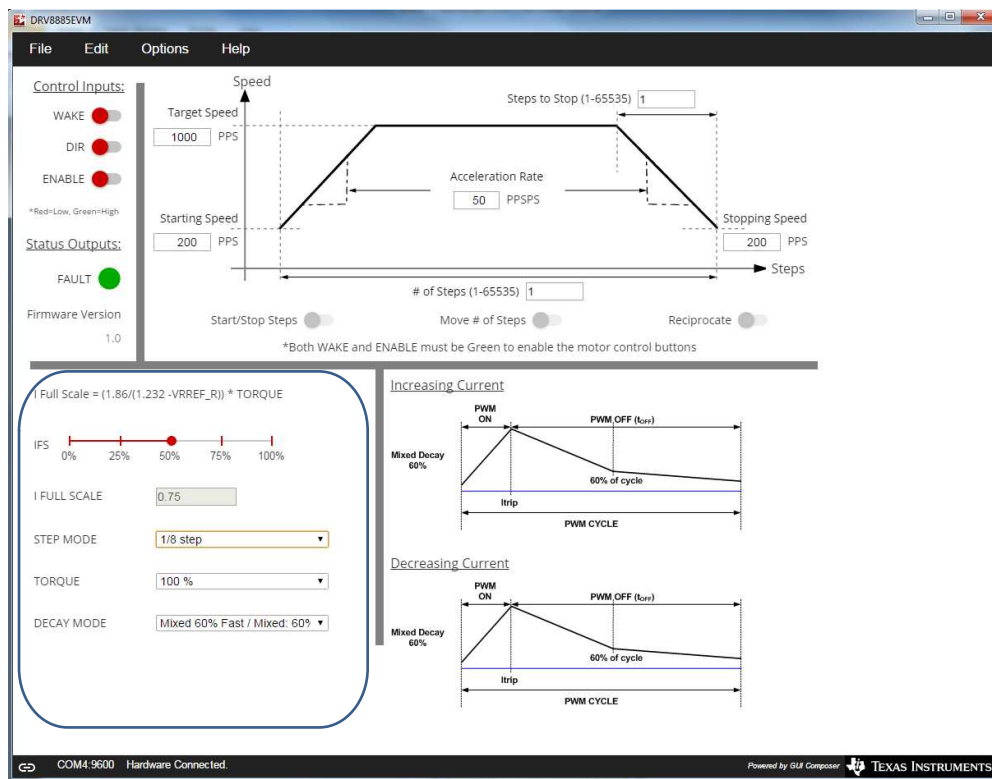 DRV8885EVM
File Edit Options Help
Control Inputs:
WAKE
DIR
ENABLE
*Red=Low, Green=High
Status Outputs:
FAULT
Firmware Version
1.0
Speed
Target Speed
1000 PPS
Steps to Stop (1-65535) 1
Acceleration Rate
50 PPSPS
Starting Speed
200 PPS
Stopping Speed
200 PPS
Steps
# of Steps (1-65535) 1
Start/Stop Steps Move # of Steps Reciprocate
*Both WAKE and ENABLE must be Green to enable the motor control buttons
I Full Scale = (1.86/(1.232 -VRREF_R)) * TORQUE
IFS
0% 25% 50% 75% 100%
I FULL SCALE 0.75
STEP MODE 1/8 step
TORQUE 100 %
DECAY MODE Mixed 60% Fast / Mixed: 60%
Increasing Current
PWM
ON
PWM OFF (tOFF)
Mixed Decay
60%
60% of cycle
Itrip
PWM CYCLE
Decreasing Current
PWM
ON
PWM OFF (tOFF)
Mixed Decay
60%
60% of cycle
Itrip
PWM CYCLE
COM4:9600 Hardware Connected.
Powered by GUI Composer
TEXAS INSTRUMENTS